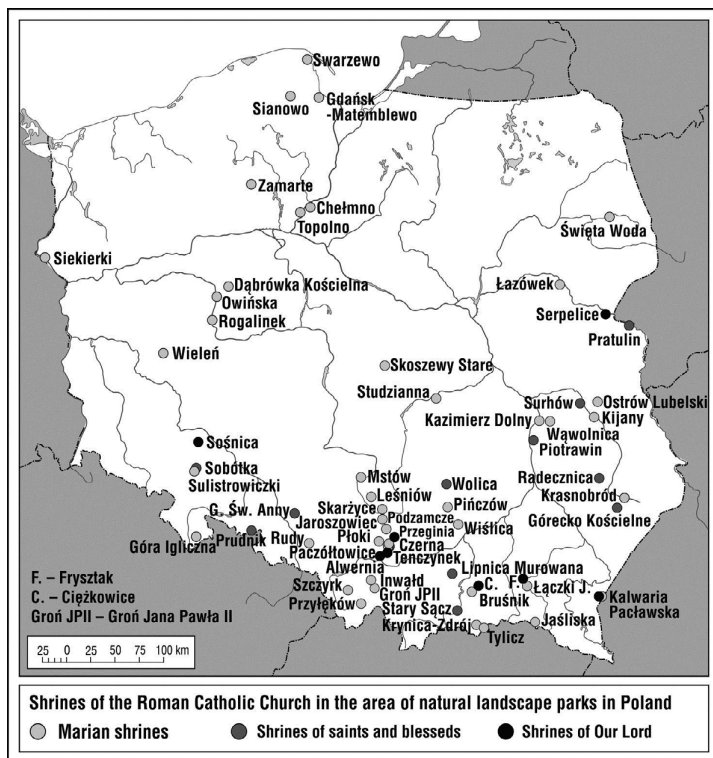 Swarzewo
Sianowo
Gdańsk
-Matemblewo
Zamarte
Chełmno
Topolno
Święta Woda
Siekierki
Dąbrówka Kościelna
Owińska
Rogalinek
Łazówek
Serpelice
Pratulin
Wieleń
Skoszewy Stare
Studzianna
Surhów
Ostrów Lubelski
Kijany
Kazimierz Dolny
Wąwolnica
Piotrawin
Sośnica
Sobótka
Sulistrowiczki
Mstów
Wolica
Radecznica
Leśniów
Krasnobród
G. Św. Anny
Skarżyce
Pińczów
Górecko Kościelne
Jaroszowiec
Podzamcze
Wiślica
Góra Igliczna
Prudnik
Rudy
Płoki
Przeginia
Czerna
Paczółtowice
Tenczynek
Alwernia
Lipnica Murowana
F. – Frysztak
C. – Ciężkowice
Groń JPII – Groń Jana Pawła II
Szczyrk
Inwałd
Groń JPII
C.
F.
Łączki J.
Bruśnik
Kalwaria
Pacławska
Przyłęków
Stary Sącz
Krynica-Zdrój
Tylicz
Jaśliska
25 0 25 50 75 100 km
Shrines of the Roman Catholic Church in the area of natural landscape parks in Poland
Marian shrines
Shrines of saints and blesseds
Shrines of Our Lord